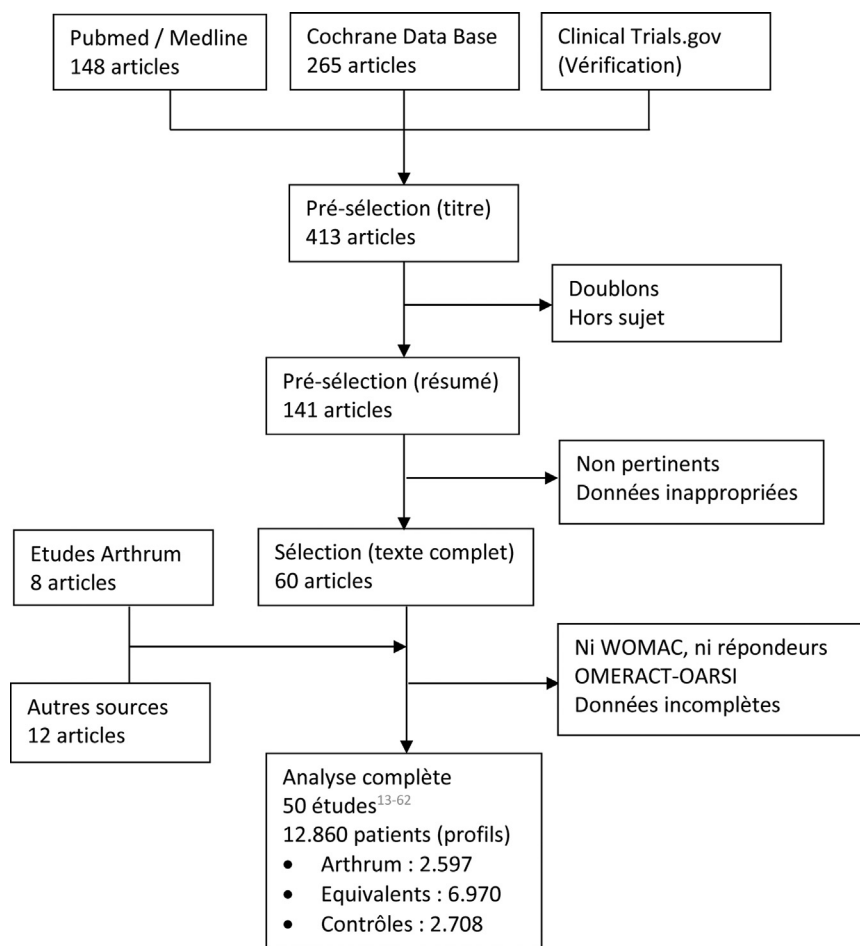 Pubmed / Medline
148 articles
Cochrane Data Base
265 articles
Clinical Trials.gov
(Vérification)
Pré-sélection (titre)
413 articles
Doublons
Hors sujet
Pré-sélection (résumé)
141 articles
Non pertinents
Données inappropriées
Etudes Arthrum
8 articles
Sélection (texte complet)
60 articles
Ni WOMAC, ni répondeurs
OMERACT-OARSI
Données incomplètes
Autres sources
12 articles
Analyse complète
50 études13-62
12.860 patients (profils)
• Arthrum : 2.597
• Equivalents : 6.970
• Contrôles : 2.708